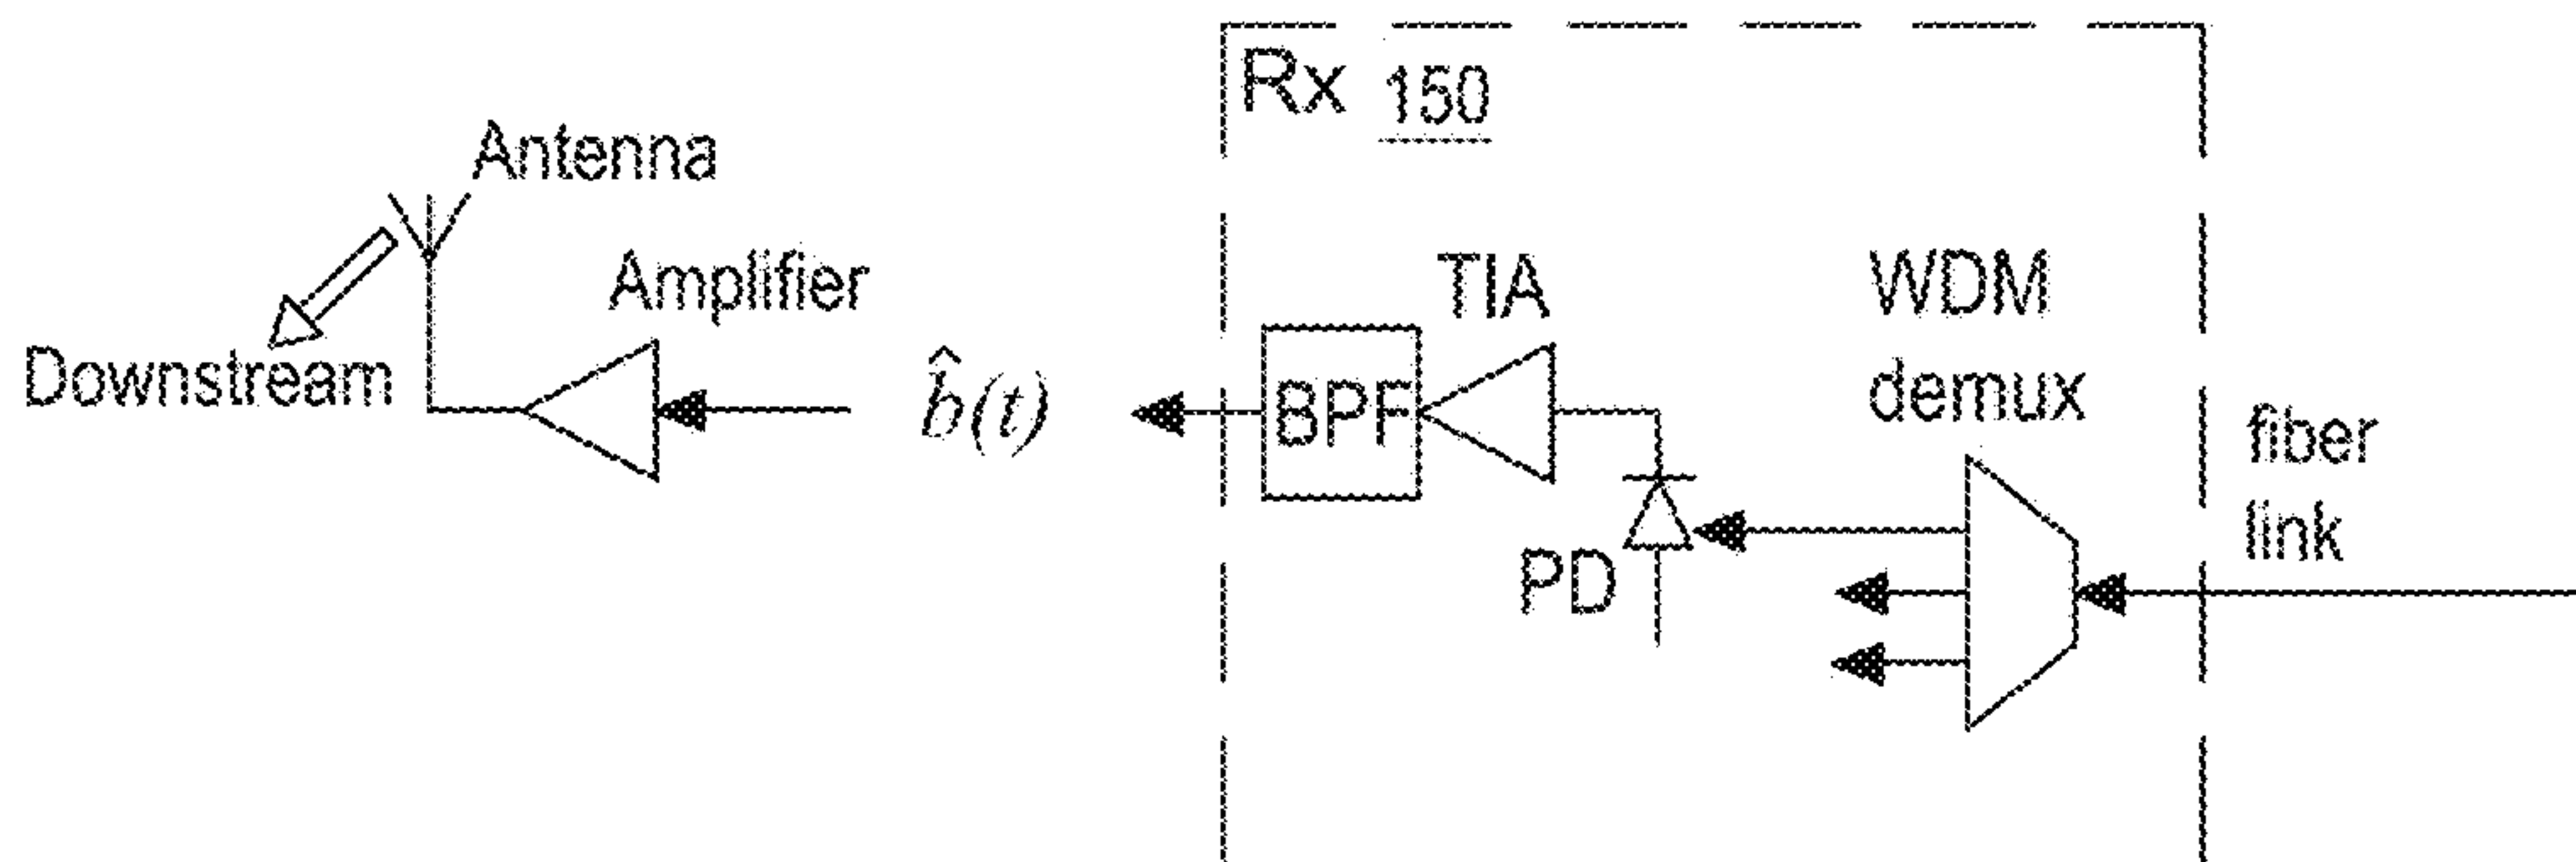 Rx 150
Antenna
Downstream
Amplifier
b̂(t)
BPF
TIA
PD
WDM
demux
fiber
link